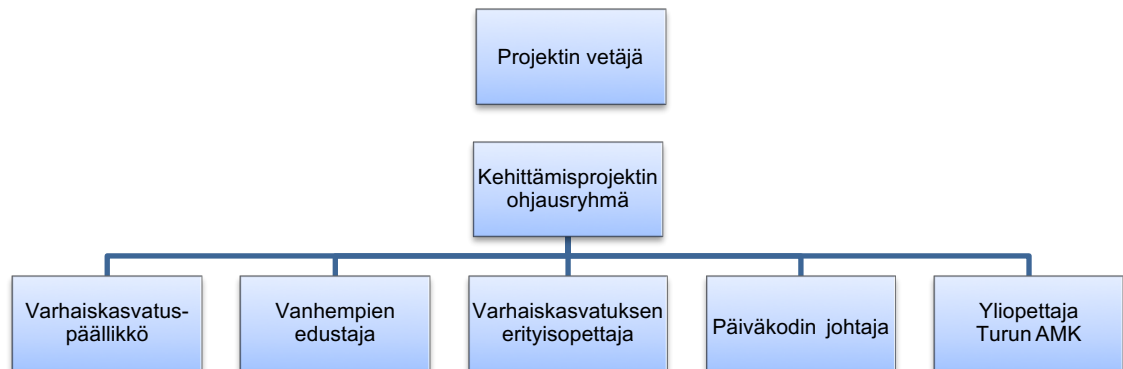 Projektin vetäjä
Kehittämisprojektin
ohjausryhmä
Varhaiskasvatus-
päällikkö
Vanhempien
edustaja
Varhaiskasvatuksen
erityisopettaja
Päiväkodin johtaja
Yliopettaja
Turun AMK